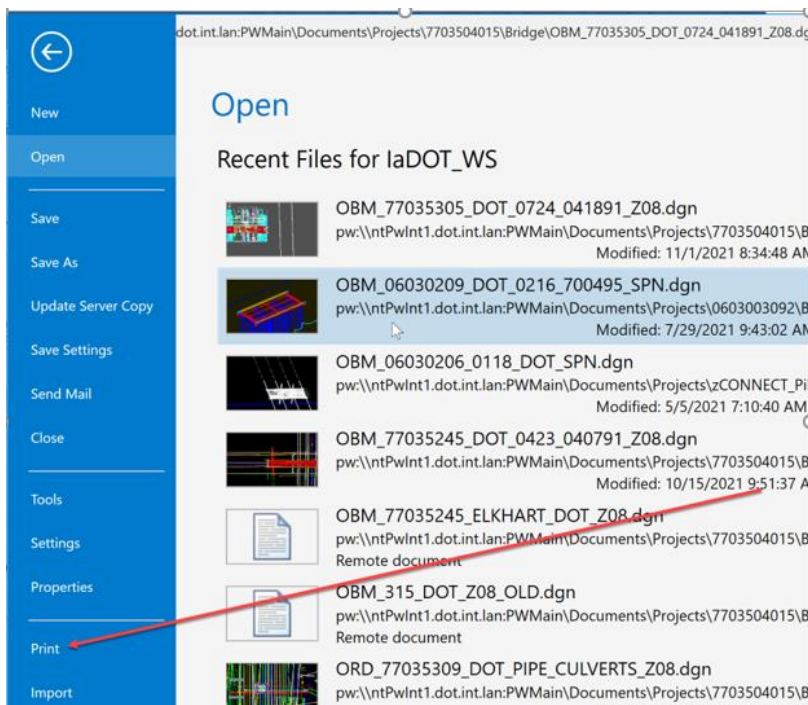 dot.int.lan:PWMain\Documents\Projects\7703504015\Bridge\OBM_77035305_DOT_0724_041891_Z08.dg
New
Open
Save
Save As
Update Server Copy
Save Settings
Send Mail
Close
Tools
Settings
Properties
Print
Import
Open
Recent Files for IaDOT_WS
OBM_77035305_DOT_0724_041891_Z08.dgn
pw:\\ntPwInt1.dot.int.lan:PWMain\Documents\Projects\7703504015\B
Modified: 11/1/2021 8:34:48 AM
OBM_06030209_DOT_0216_700495_SPN.dgn
pw:\\ntPwInt1.dot.int.lan:PWMain\Documents\Projects\0603003092\B
Modified: 7/29/2021 9:43:02 AM
OBM_06030206_0118_DOT_SPN.dgn
pw:\\ntPwInt1.dot.int.lan:PWMain\Documents\Projects\zCONNECT_Pi
Modified: 5/5/2021 7:10:40 AM
OBM_77035245_DOT_0423_040791_Z08.dgn
pw:\\ntPwInt1.dot.int.lan:PWMain\Documents\Projects\7703504015\B
Modified: 10/15/2021 9:51:37 A
OBM_77035245_ELKHART_DOT_Z08.dgn
pw:\\ntPwInt1.dot.int.lan:PWMain\Documents\Projects\7703504015\B
Remote document
OBM_315_DOT_Z08_OLD.dgn
pw:\\ntPwInt1.dot.int.lan:PWMain\Documents\Projects\7703504015\B
Remote document
ORD_77035309_DOT_PIPE_CULVERTS_Z08.dgn
pw:\\ntPwInt1.dot.int.lan:PWMain\Documents\Projects\7703504015\B